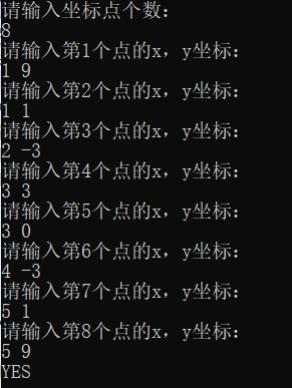 请输入坐标点个数：
8
请输入第1个点的x，y坐标：
1 9
请输入第2个点的x，y坐标：
1 1
请输入第3个点的x，y坐标：
2 -3
请输入第4个点的x，y坐标：
3 3
请输入第5个点的x，y坐标：
3 0
请输入第6个点的x，y坐标：
4 -3
请输入第7个点的x，y坐标：
5 1
请输入第8个点的x，y坐标：
5 9
YES